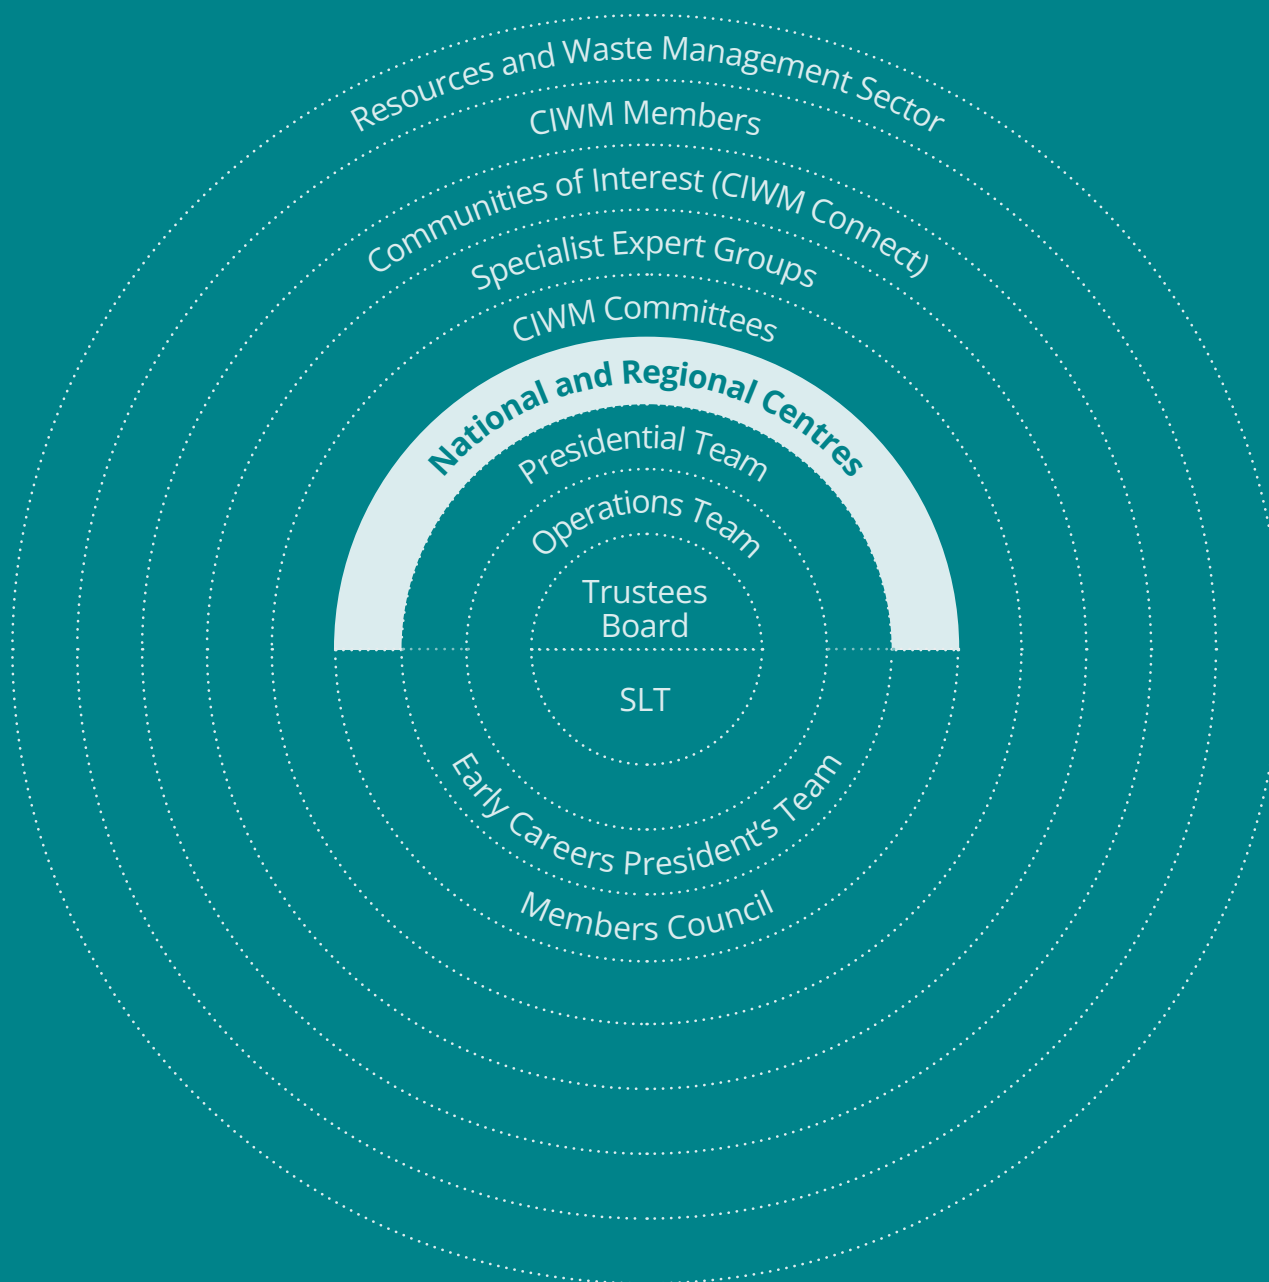 Resources and Waste Management Sector
CIWM Members
Communities of Interest (CIWM Connect)
Specialist Expert Groups
CIWM Committees
National and Regional Centres
Presidential Team
Operations Team
Trustees
Board
SLT
Early Careers President’s Team
Members Council